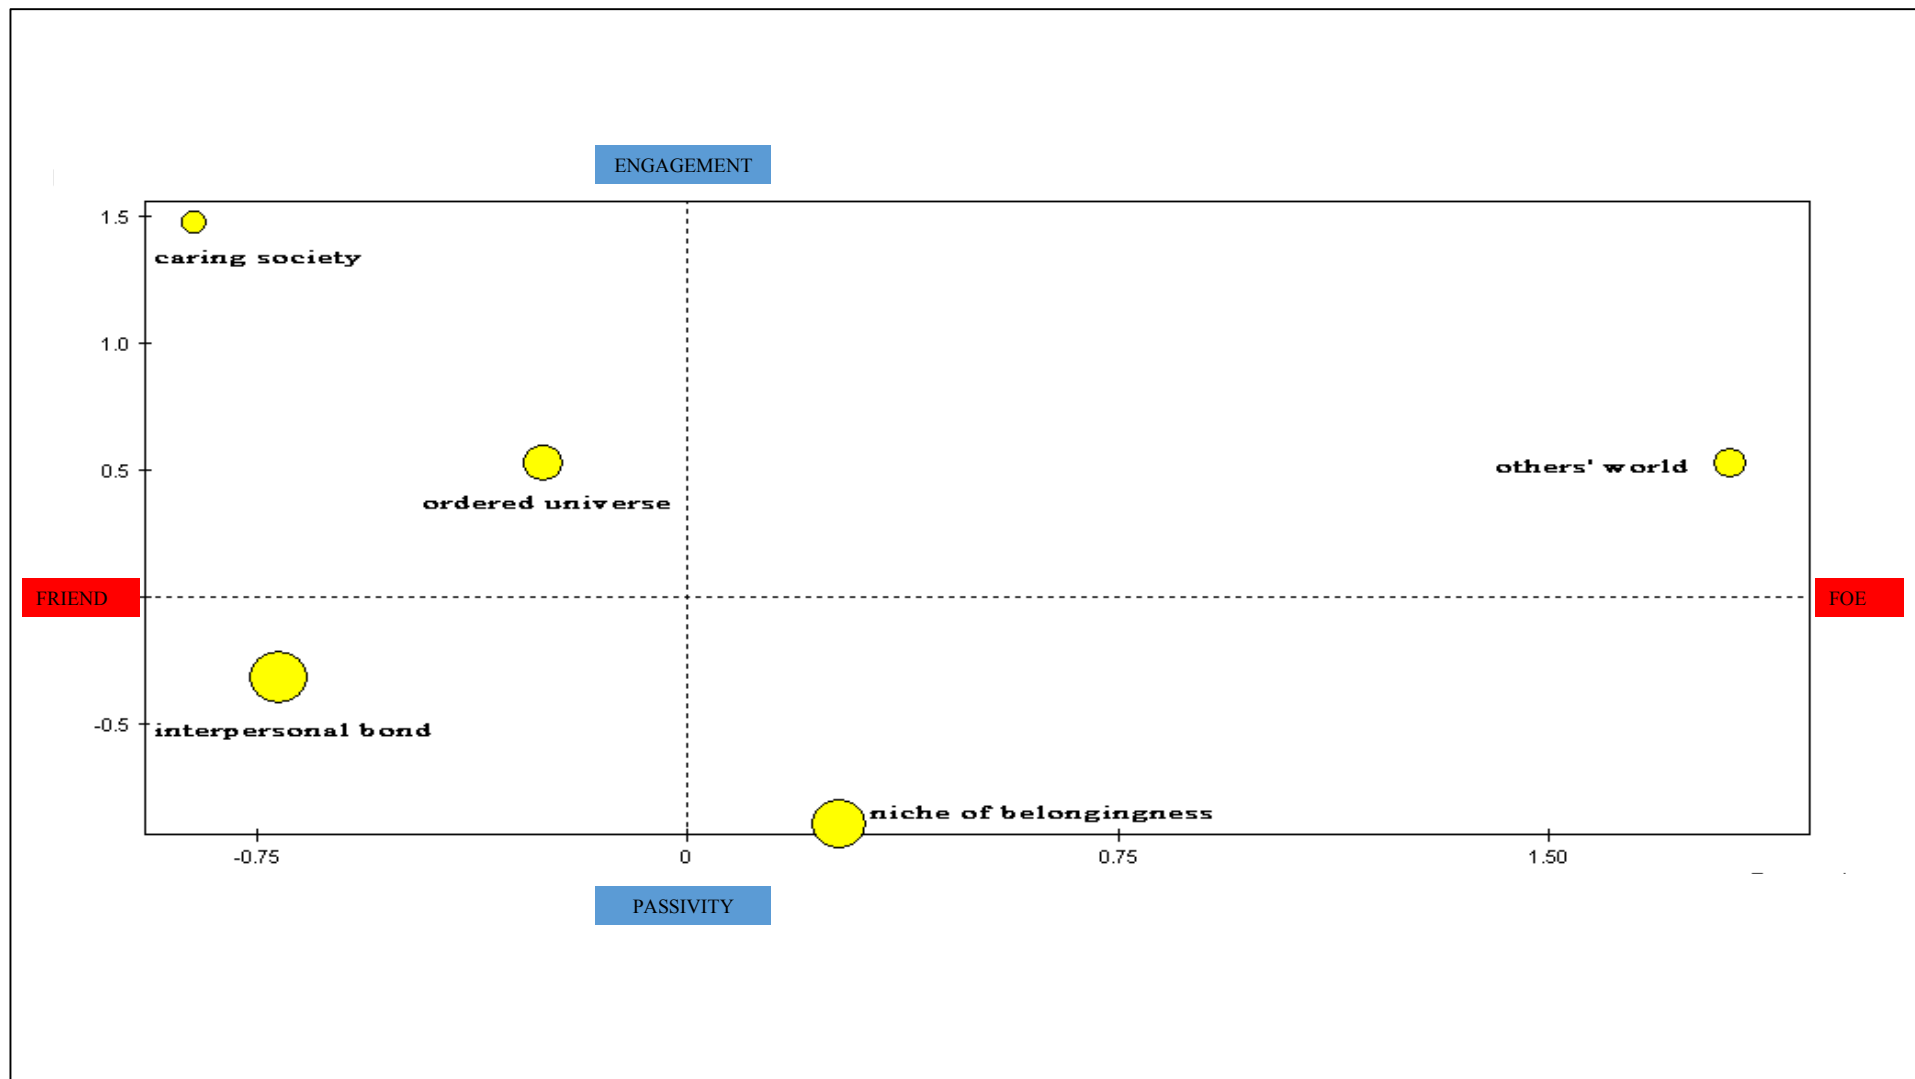 ENGAGEMENT
1.5
caring society
1.0
0.5
others' world
ordered universe
FRIEND
FOE
-0.5
interpersonal bond
niche of belongingness
-0.75
0
0.75
1.50
PASSIVITY